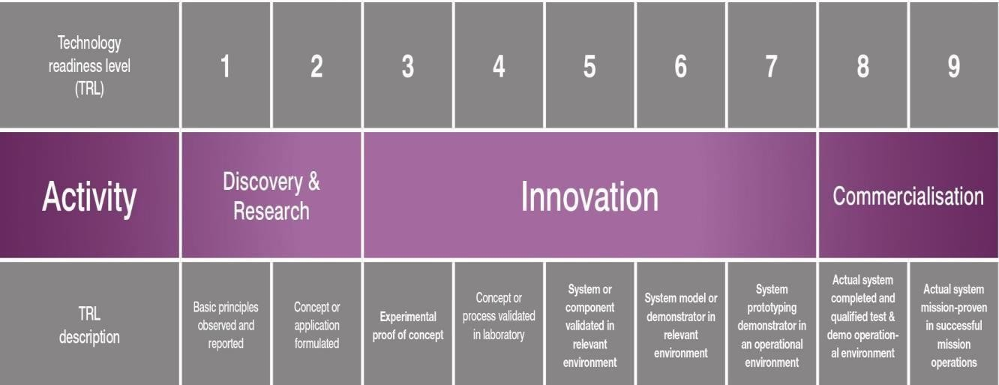 Technology
readiness level
(TRL)
1
2
3
4
5
6
7
8
9
Activity
Discovery &
Research
Innovation
Commercialisation
TRL
description
Basic principles
observed and
reported
Concept or
application
formulated
Experimental
proof of concept
Concept or
process validated
in laboratory
System or
component
validated in
relevant
environment
System model or
demonstrator in
relevant
environment
System
prototyping
demonstrator in
an operational
environment
Actual system
completed and
qualified test &
demo operation-
al environment
Actual system
mission-proven
in successful
mission
operations